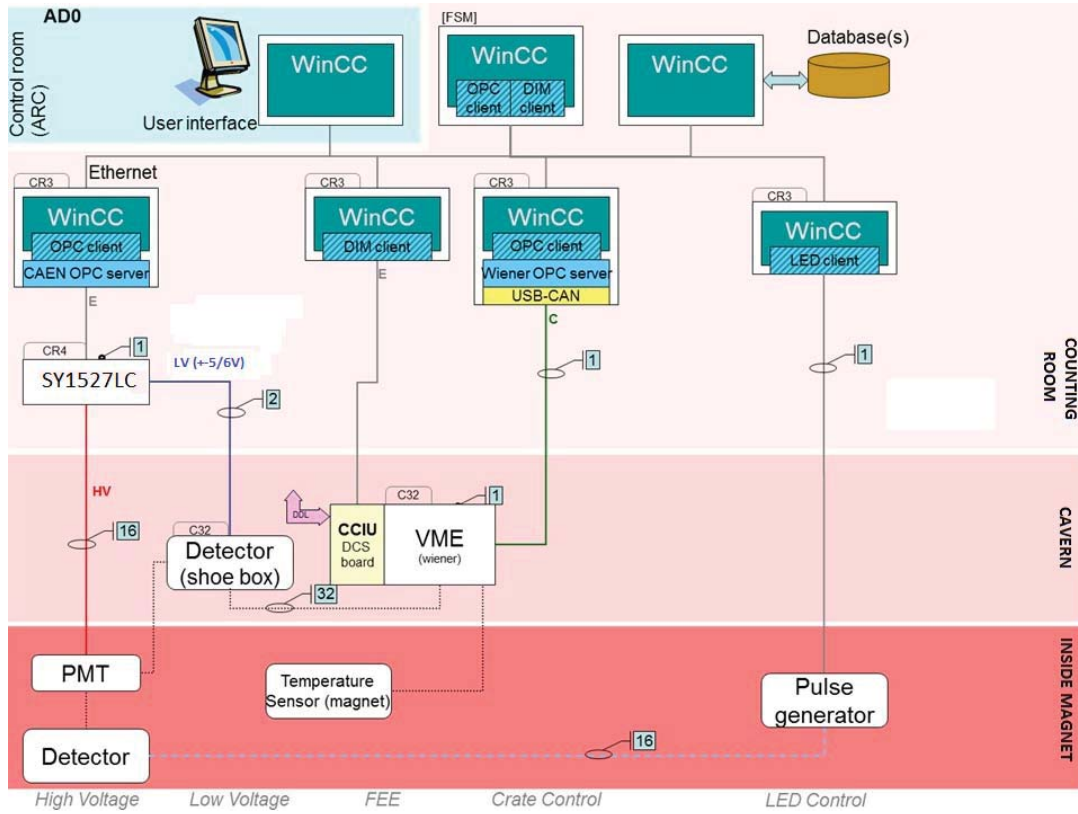 AD0
Control room
(ARC)
User interface
WinCC
[FSM]
WinCC
OPC
client
DIM
client
WinCC
Database(s)
Ethernet
CR3
WinCC
OPC client
CAEN OPC server
E
CR3
WinCC
DIM client
E
CR3
WinCC
OPC client
Wiener OPC server
USB-CAN
C
CR3
WinCC
LED client
CR4
1
SY1527LC
LV (+-5/6V)
2
1
1
COUNTING
ROOM
HV
16
C32
Detector
(shoe box)
DDL
CCIU
DCS
board
C32
1
VME
(wiener)
32
CAVERN
PMT
Temperature
Sensor (magnet)
Pulse
generator
Detector
16
INSIDE MAGNET
High Voltage
Low Voltage
FEE
Crate Control
LED Control